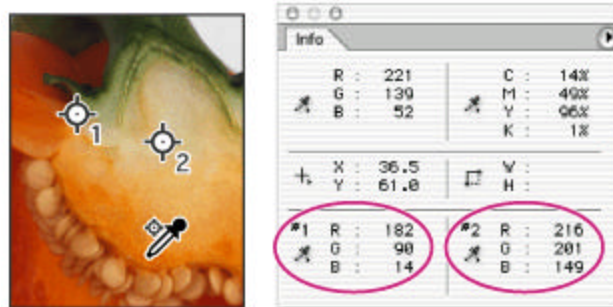 1
2
Info
R : 221
G : 139
B : 52
C : 14%
M : 49%
Y : 96%
K : 1%
X : 36.5
Y : 61.0
W :
H :
#1 R : 182
G : 90
B : 14
#2 R : 216
G : 201
B : 149